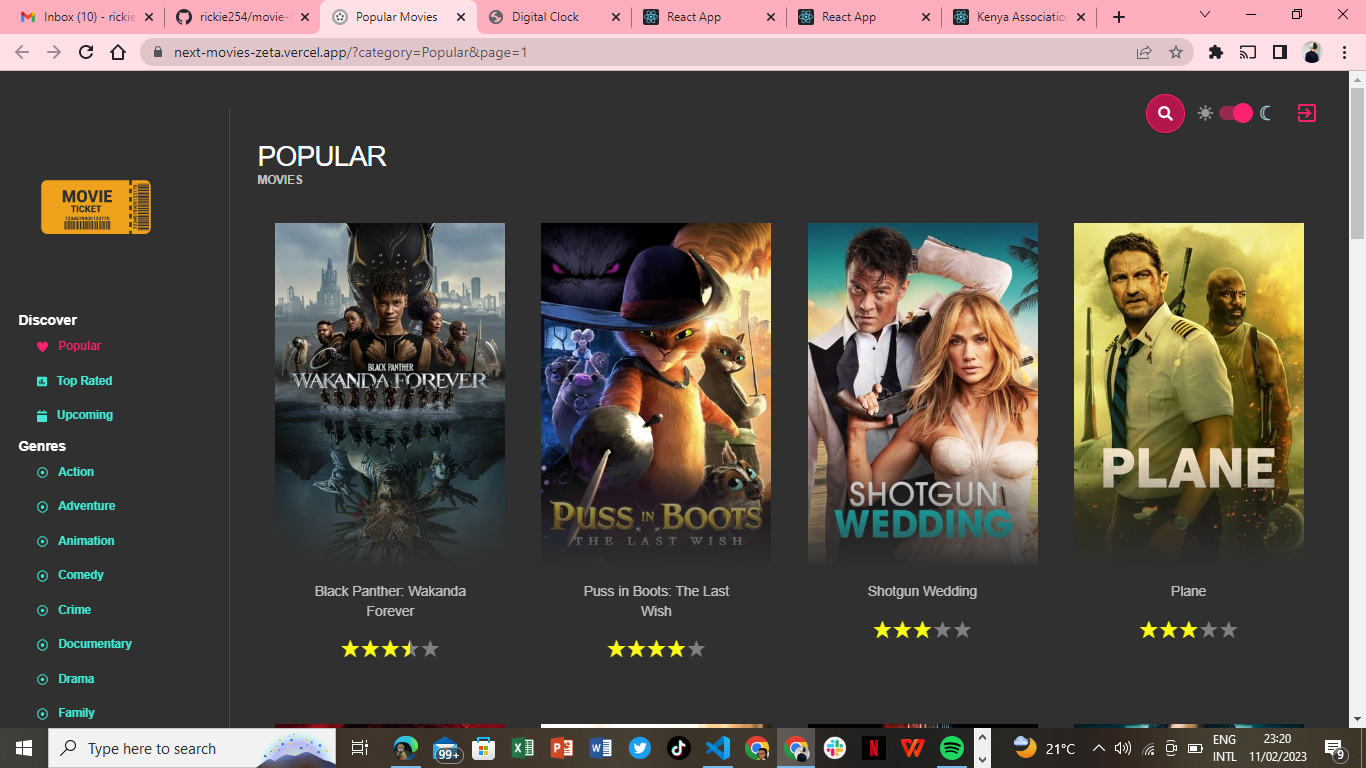 Inbox (10) - rickie
rickie254/movie-
Popular Movies
Digital Clock
React App
React App
Kenya Associatio
next-movies-zeta.vercel.app/?category=Popular&page=1
POPULAR
MOVIES
MOVIE
TICKET
Discover
Popular
Top Rated
Upcoming
Genres
Action
Adventure
Animation
Comedy
Crime
Documentary
Drama
Family
BLACK PANTHER
WAKANDA FOREVER
PUSS IN BOOTS
THE LAST WISH
SHOTGUN
WEDDING
PLANE
Black Panther: Wakanda
Forever
Puss in Boots: The Last
Wish
Shotgun Wedding
Plane
Type here to search
99+
21°C
ENG
INTL
23:20
11/02/2023
9